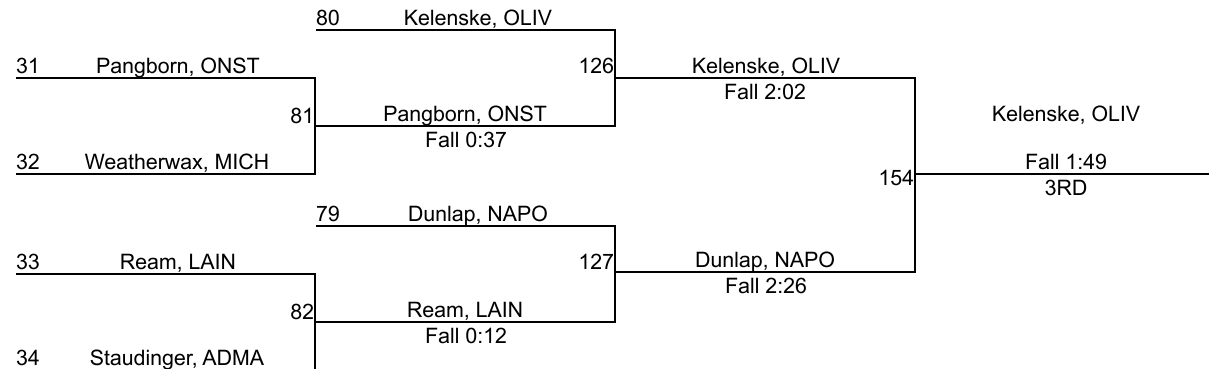 80 Kelenske, OLIV
31 Pangborn, ONST
126 Kelenske, OLIV
Fall 2:02
81 Pangborn, ONST
Fall 0:37
Kelenske, OLIV
32 Weatherwax, MICH
Fall 1:49
154
3RD
79 Dunlap, NAPO
33 Ream, LAIN
127 Dunlap, NAPO
Fall 2:26
82 Ream, LAIN
Fall 0:12
34 Staudinger, ADMA